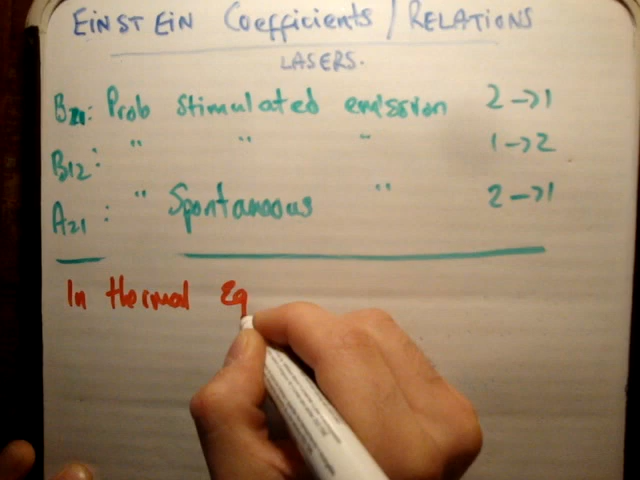 EINSTEIN Coefficients / RELATIONS
LASERS.
B21: Prob stimulated emission 2→1
B12: " " " 1→2
A21: " Spontaneous " 2→1
In thermal Eq